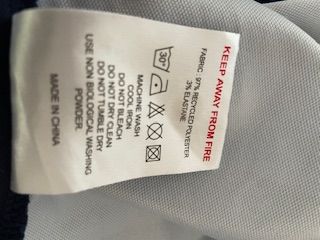 KEEP AWAY FROM FIRE
FABRIC : 97% RECYCLED POLYESTER
3% ELASTANE
30°
MACHINE WASH
COOL IRON
DO NOT BLEACH
DO NOT DRY CLEAN
DO NOT TUMBLE DRY
USE NON BIOLOGICAL WASHING
POWDER.
MADE IN CHINA